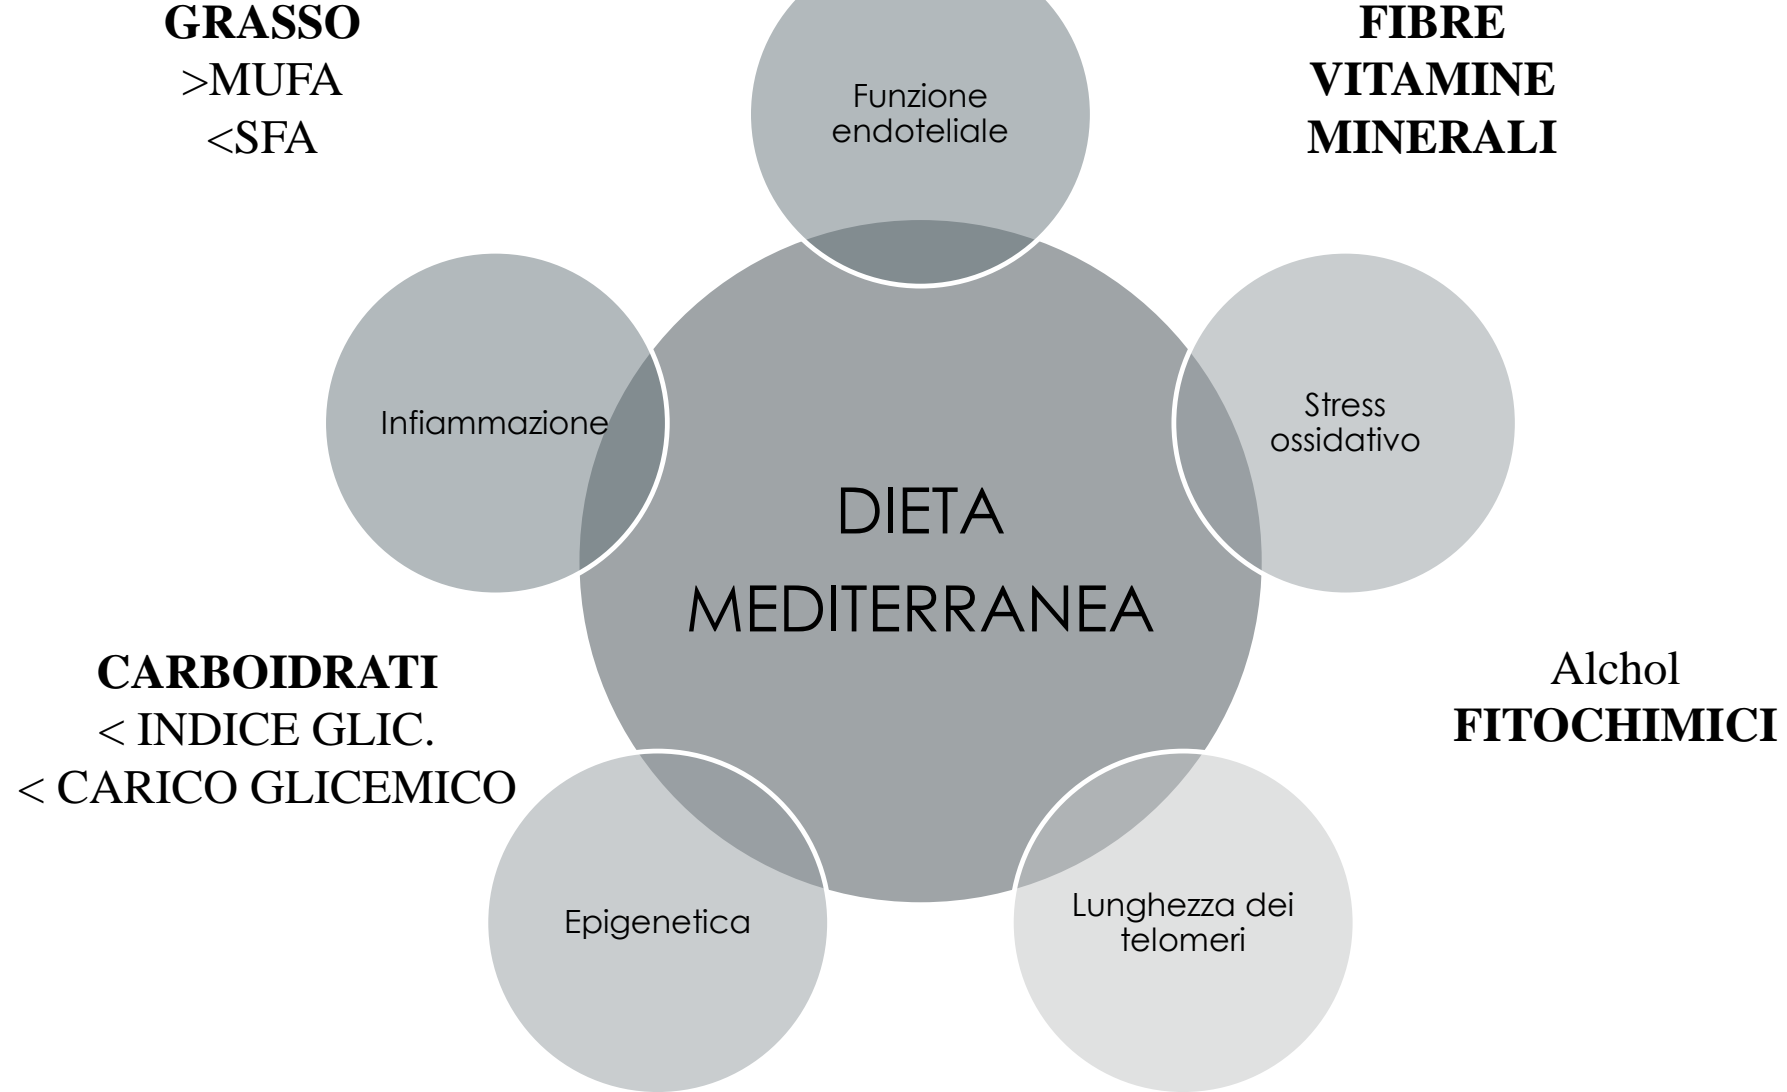 GRASSO
>MUFA
<SFA
Funzione
endoteliale
FIBRE
VITAMINE
MINERALI
Infiammazione
Stress
ossidativo
DIETA
MEDITERRANEA
CARBOIDRATI
< INDICE GLIC.
< CARICO GLICEMICO
Alchol
FITOCHIMICI
Epigenetica
Lunghezza dei
telomeri